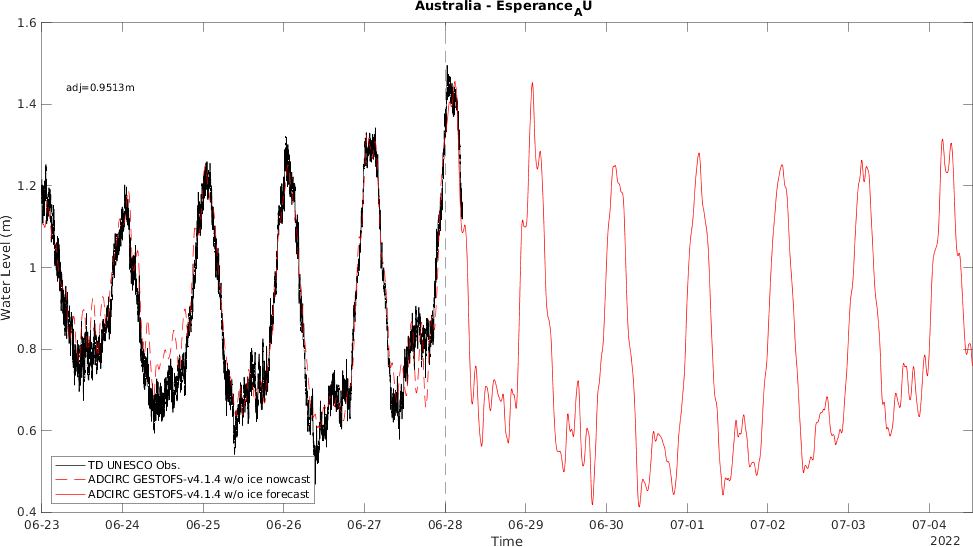 Australia - Esperance_AU
1.6
1.4
1.2
1
0.8
0.6
0.4
Water Level (m)
adj=0.9513m
TD UNESCO Obs.
ADCIRC GESTOFS-v4.1.4 w/o ice nowcast
ADCIRC GESTOFS-v4.1.4 w/o ice forecast
06-23 06-24 06-25 06-26 06-27 06-28 06-29 06-30 07-01 07-02 07-03 07-04
Time
2022